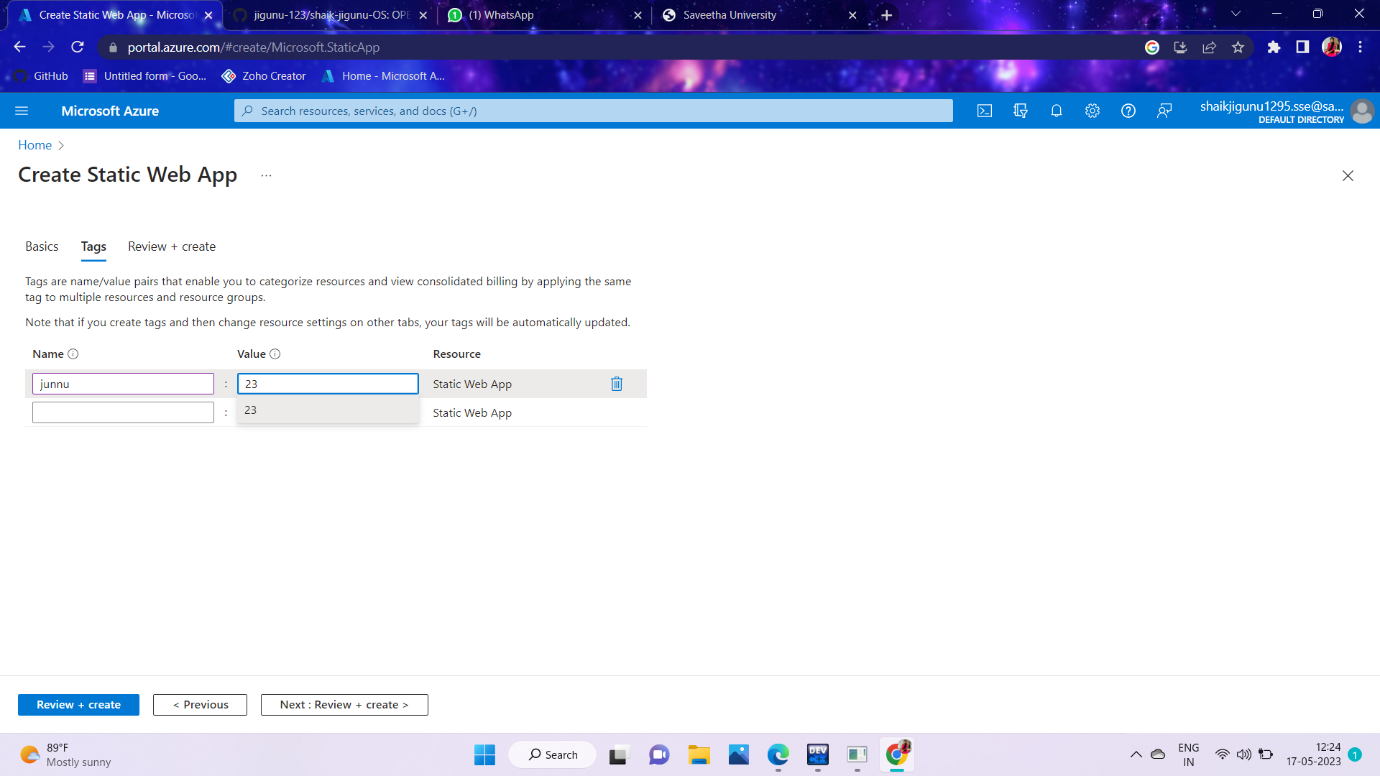 Create Static Web App - Microso
jigunu-123/shaik-jigunu-OS: OPE
(1) WhatsApp
Saveetha University
portal.azure.com/#create/Microsoft.StaticApp
GitHub
Untitled form - Goo...
Zoho Creator
Home - Microsoft A...
Microsoft Azure
Search resources, services, and docs (G+/)
shaikjigunu1295.sse@sa...
DEFAULT DIRECTORY
Home
Create Static Web App
...
Basics
Tags
Review + create
Tags are name/value pairs that enable you to categorize resources and view consolidated billing by applying the same
tag to multiple resources and resource groups.
Note that if you create tags and then change resource settings on other tabs, your tags will be automatically updated.
Name
Value
Resource
junnu : 23 Static Web App
: 23 Static Web App
Review + create
< Previous
Next : Review + create >
89°F
Mostly sunny
Search
DEV
ENG
IN
12:24
17-05-2023
1